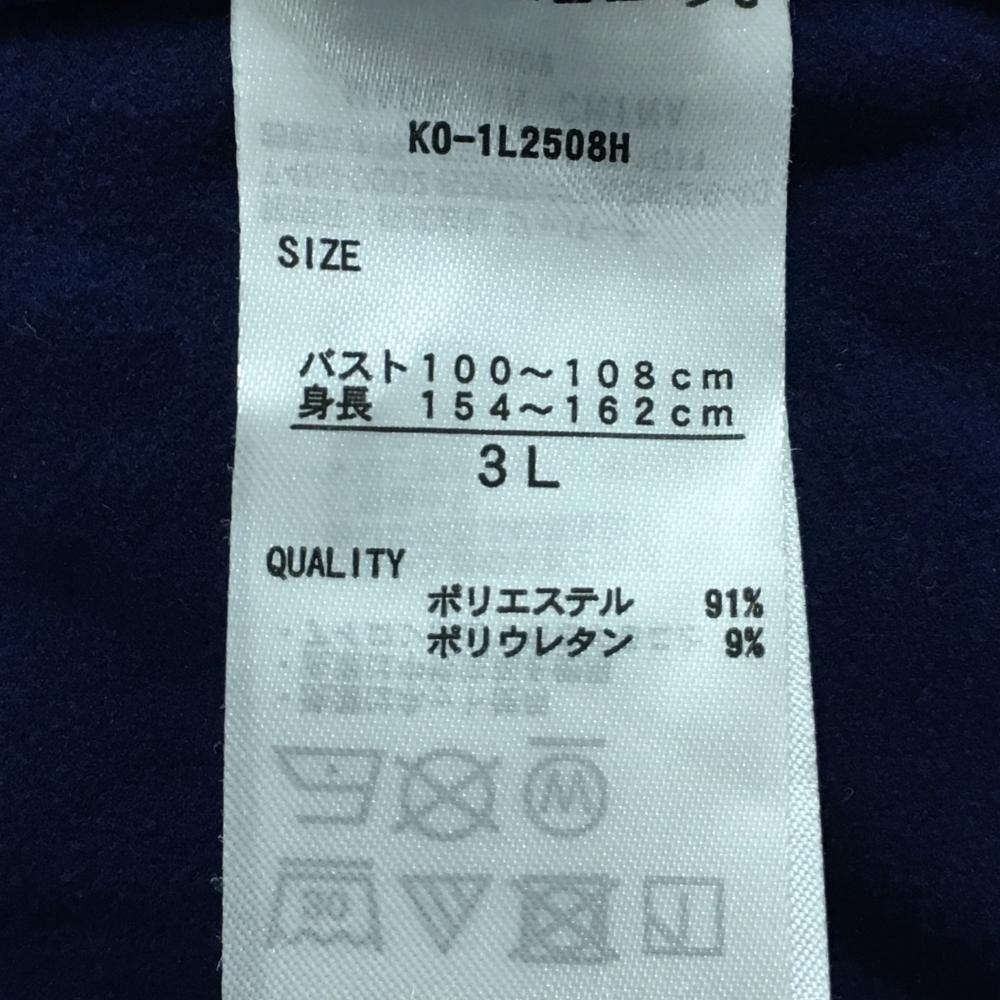 K0-1L2508H
SIZE
バスト100～108cm
身長 154～162cm
3L
QUALITY
ポリエステル 91%
ポリウレタン 9%